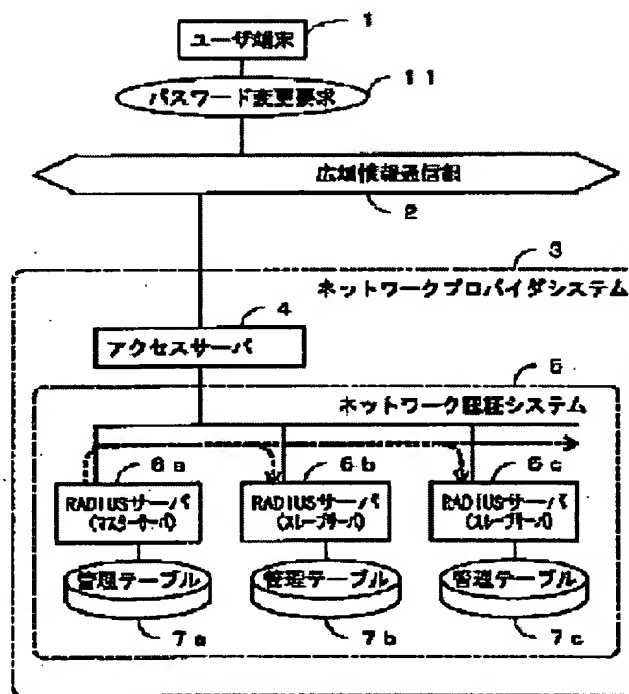 1
ユーザ端末
11
パスワード変更要求
広域情報通信網
2
3
ネットワークプロバイダシステム
4
アクセスサーバ
5
ネットワーク認証システム
6a 6b 6c
RADIUSサーバ RADIUSサーバ RADIUSサーバ
(マスターサーバ) (スレーブサーバ) (スレーブサーバ)
管理テーブル 管理テーブル 管理テーブル
7a 7b 7c